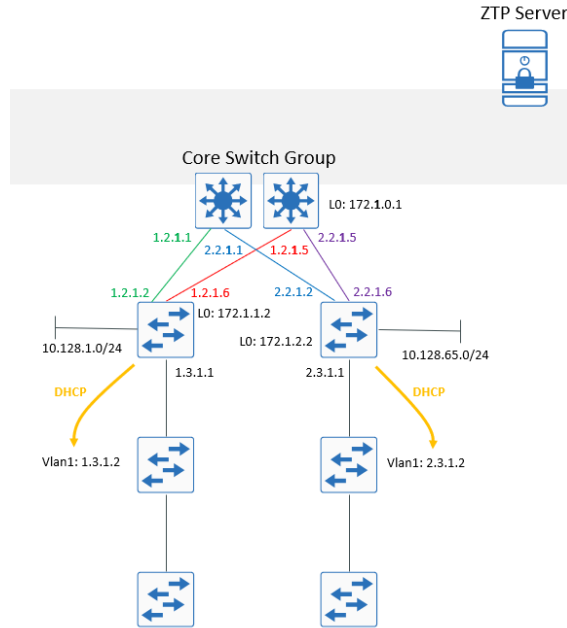 ZTP Server
Core Switch Group
L0: 172.1.0.1
1.2.1.1
2.2.1.1
1.2.1.5
2.2.1.5
1.2.1.2
1.2.1.6
2.2.1.2
2.2.1.6
L0: 172.1.1.2
L0: 172.1.2.2
10.128.1.0/24
10.128.65.0/24
1.3.1.1
2.3.1.1
DHCP
DHCP
Vlan1: 1.3.1.2
Vlan1: 2.3.1.2